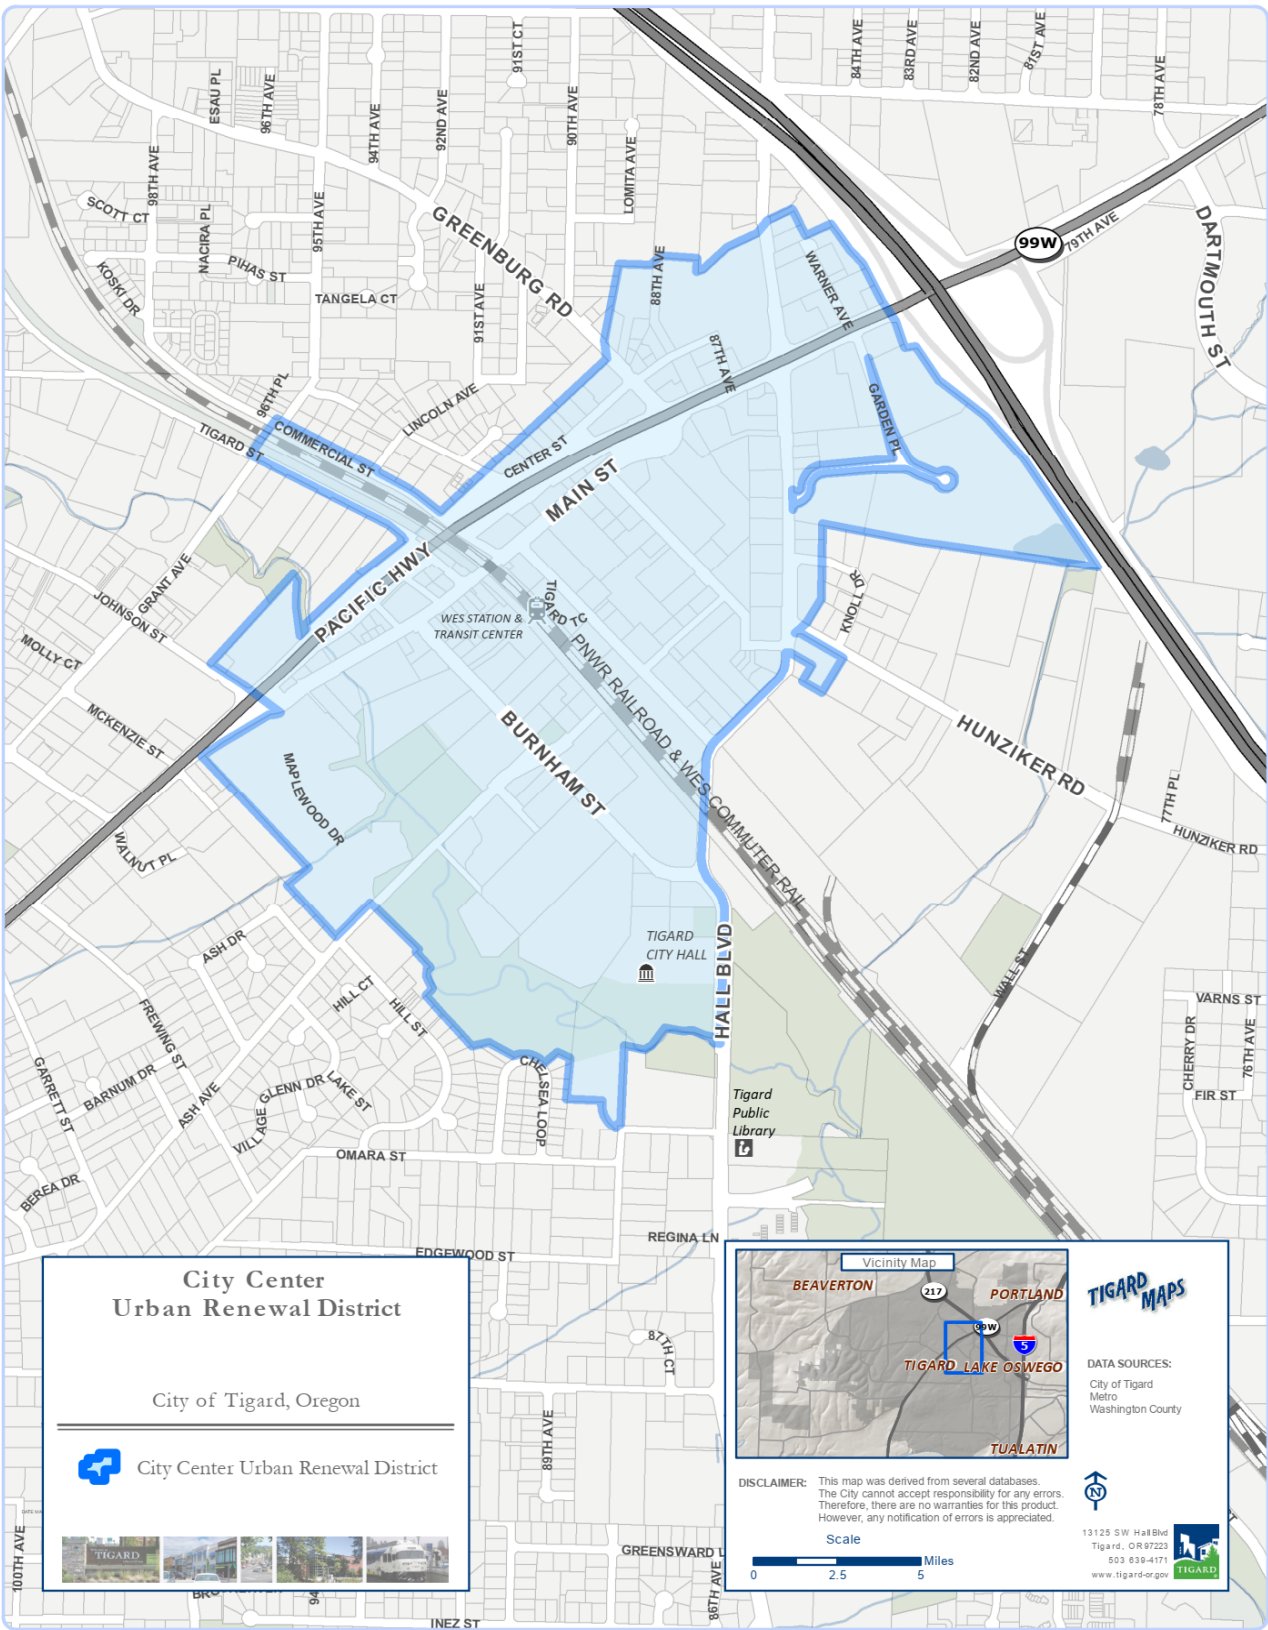 ESAU PL
96TH AVE
94TH AVE
92ND AVE
91ST CT
90TH AVE
LOMITA AVE
84TH AVE
83RD AVE
82ND AVE
81ST AVE
78TH AVE
98TH AVE
SCOTT CT
NACIRA PL
95TH AVE
PIHAS ST
KOSKI DR
TANGELA CT
GREENBURG RD
91ST AVE
88TH AVE
WARNER AVE
99W
79TH AVE
DARTMOUTH ST
87TH AVE
96TH PL
LINCOLN AVE
TIGARD ST
COMMERCIAL ST
CENTER ST
MAIN ST
GARDEN PL
PACIFIC HWY
GRANT AVE
JOHNSON ST
MOLLY CT
MCKENZIE ST
WES STATION &
TRANSIT CENTER
TIGARD TC
KNOLL DR
PNWR RAILROAD & WES COMMUTER RAIL
BURNHAM ST
HUNZIKER RD
77TH PL
HUNZIKER RD
MAPLEWOOD DR
WALNUT PL
TIGARD
CITY HALL
HALL BLVD
WALL ST
ASH DR
HILL CT
HILL ST
FREWING ST
GARRETT ST
BARNUM DR
ASH AVE
VILLAGE GLENN DR
LAKE ST
CHELSEA LOOP
OMARA ST
BEREA DR
VARNS ST
CHERRY DR
76TH AVE
FIR ST
Tigard
Public
Library
REGINA LN
EDGEWOOD ST
87TH CT
89TH AVE
GREENSWARD L
86TH AVE
INEZ ST
100TH AVE
94
City Center
Urban Renewal District
City of Tigard, Oregon
City Center Urban Renewal District
TIGARD
Vicinity Map
BEAVERTON
217
PORTLAND
99W
5
TIGARD
LAKE OSWEGO
TUALATIN
TIGARD
MAPS
DATA SOURCES:
City of Tigard
Metro
Washington County
DISCLAIMER:
This map was derived from several databases.
The City cannot accept responsibility for any errors.
Therefore, there are no warranties for this product.
However, any notification of errors is appreciated.
N
Scale
Miles
0 2.5 5
13125 SW Hall Blvd
Tigard, OR 97223
503 639-4171
www.tigard-or.gov
TIGARD